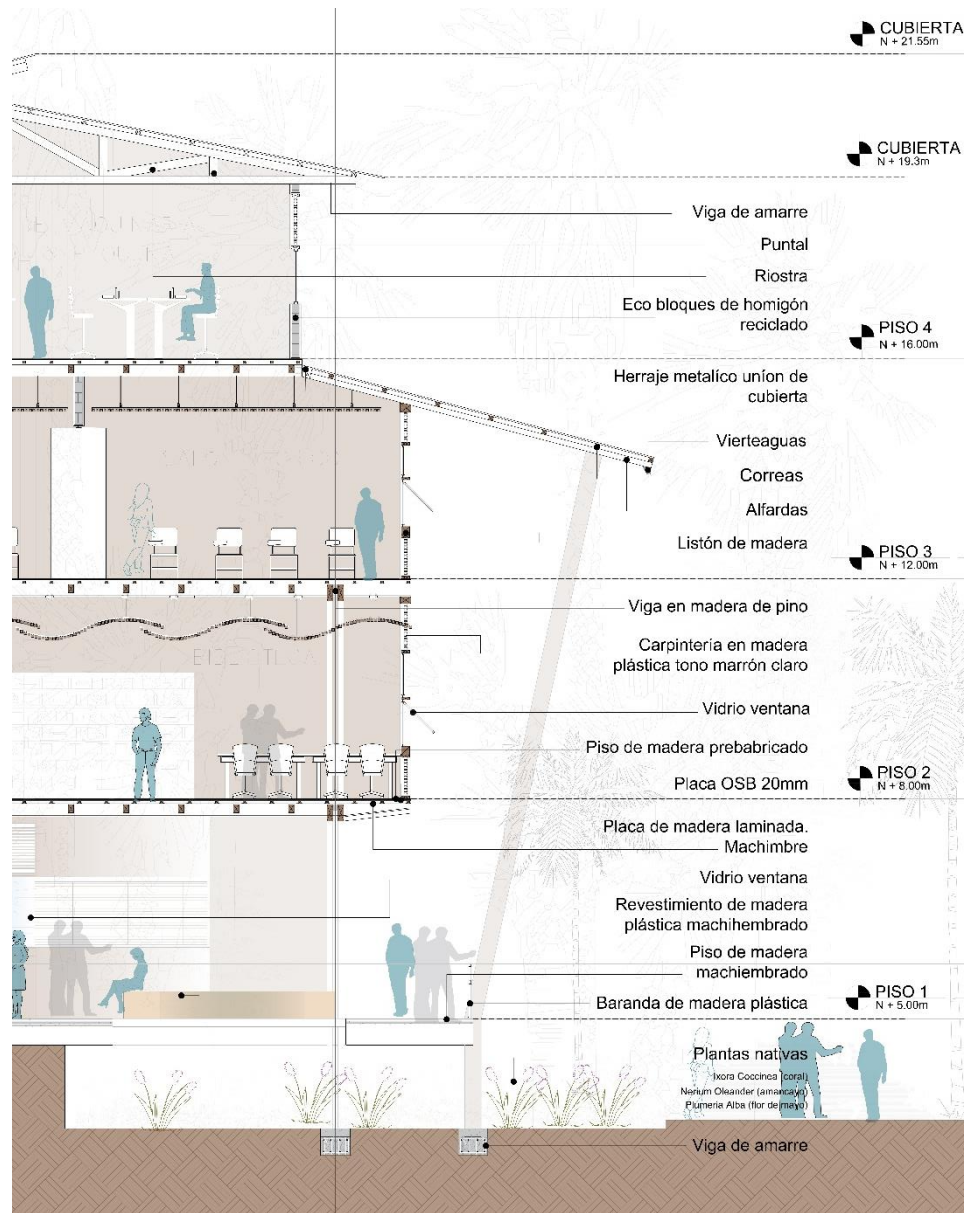 CUBIERTA
N + 21.55m
CUBIERTA
N + 19.3m
Viga de amarre
Puntal
Riostra
Eco bloques de homigón
reciclado
PISO 4
N + 16.00m
Herraje metalíco uníon de
cubierta
Vierteaguas
Correas
Alfardas
Listón de madera
PISO 3
N + 12.00m
Viga en madera de pino
Carpintería en madera
plástica tono marrón claro
Vidrio ventana
Piso de madera prebabricado
Placa OSB 20mm
PISO 2
N + 8.00m
Placa de madera laminada.
Machimbre
Vidrio ventana
Revestimiento de madera
plástica machihembrado
Piso de madera
machiembrado
Baranda de madera plástica
PISO 1
N + 5.00m
Plantas nativas
Ixora Coccinea (coral)
Nerium Oleander (amancayo)
Plumeria Alba (flor de mayo)
Viga de amarre